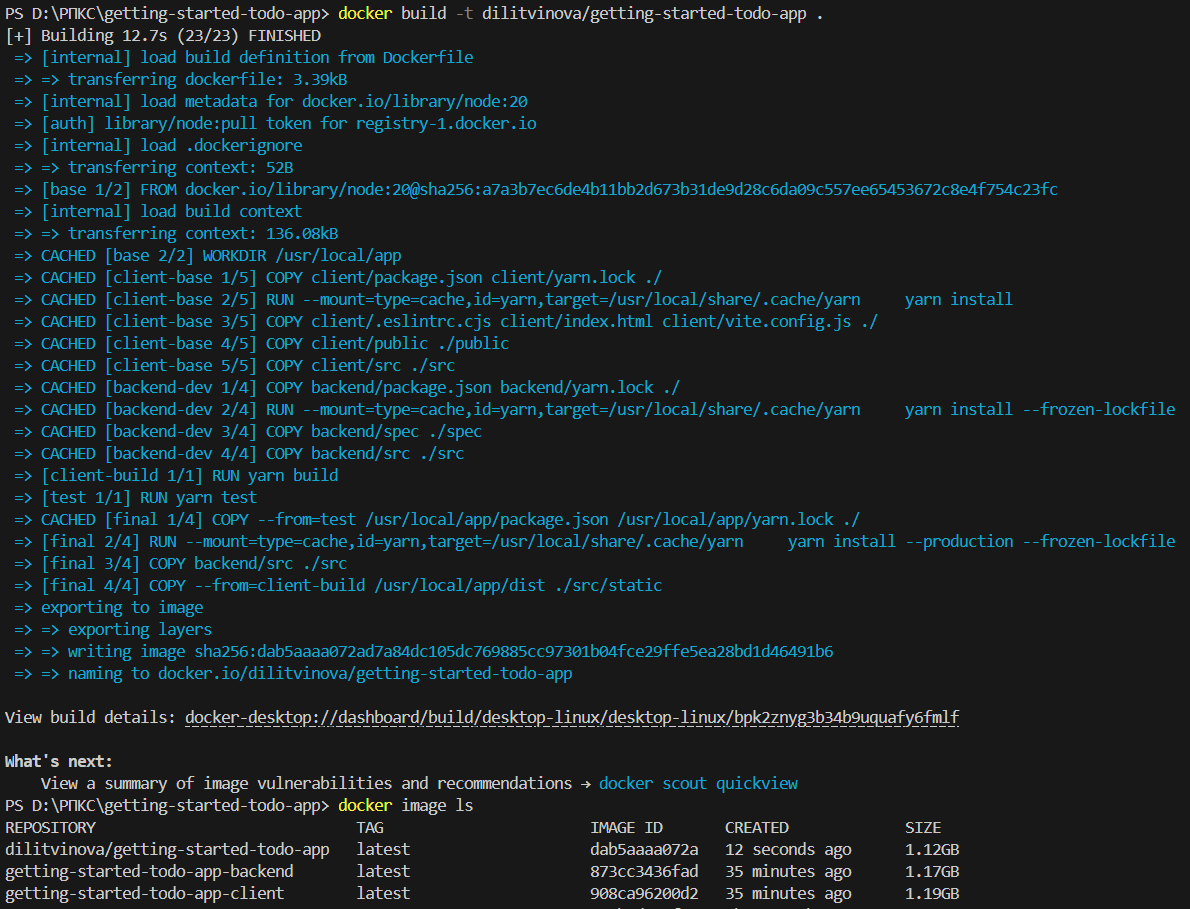 PS D:\РПКС\getting-started-todo-app> docker build -t dilitvinova/getting-started-todo-app .
[+] Building 12.7s (23/23) FINISHED
=> [internal] load build definition from Dockerfile
=> => transferring dockerfile: 3.39kB
=> [internal] load metadata for docker.io/library/node:20
=> [auth] library/node:pull token for registry-1.docker.io
=> [internal] load .dockerignore
=> => transferring context: 52B
=> [base 1/2] FROM docker.io/library/node:20@sha256:a7a3b7ec6de4b11bb2d673b31de9d28c6da09c557ee65453672c8e4f754c23fc
=> [internal] load build context
=> => transferring context: 136.08kB
=> CACHED [base 2/2] WORKDIR /usr/local/app
=> CACHED [client-base 1/5] COPY client/package.json client/yarn.lock ./
=> CACHED [client-base 2/5] RUN --mount=type=cache,id=yarn,target=/usr/local/share/.cache/yarn     yarn install
=> CACHED [client-base 3/5] COPY client/.eslintrc.cjs client/index.html client/vite.config.js ./
=> CACHED [client-base 4/5] COPY client/public ./public
=> CACHED [client-base 5/5] COPY client/src ./src
=> CACHED [backend-dev 1/4] COPY backend/package.json backend/yarn.lock ./
=> CACHED [backend-dev 2/4] RUN --mount=type=cache,id=yarn,target=/usr/local/share/.cache/yarn     yarn install --frozen-lockfile
=> CACHED [backend-dev 3/4] COPY backend/spec ./spec
=> CACHED [backend-dev 4/4] COPY backend/src ./src
=> [client-build 1/1] RUN yarn build
=> [test 1/1] RUN yarn test
=> CACHED [final 1/4] COPY --from=test /usr/local/app/package.json /usr/local/app/yarn.lock ./
=> [final 2/4] RUN --mount=type=cache,id=yarn,target=/usr/local/share/.cache/yarn     yarn install --production --frozen-lockfile
=> [final 3/4] COPY backend/src ./src
=> [final 4/4] COPY --from=client-build /usr/local/app/dist ./src/static
=> exporting to image
=> => exporting layers
=> => writing image sha256:dab5aaaa072ad7a84dc105dc769885cc97301b04fce29ffe5ea28bd1d46491b6
=> => naming to docker.io/dilitvinova/getting-started-todo-app
View build details: docker-desktop://dashboard/build/desktop-linux/desktop-linux/bpk2znyg3b34b9uquafy6fmlf
What's next:
View a summary of image vulnerabilities and recommendations → docker scout quickview
PS D:\РПКС\getting-started-todo-app> docker image ls
REPOSITORY TAG IMAGE ID CREATED SIZE
dilitvinova/getting-started-todo-app latest dab5aaaa072a 12 seconds ago 1.12GB
getting-started-todo-app-backend latest 873cc3436fad 35 minutes ago 1.17GB
getting-started-todo-app-client latest 908ca96200d2 35 minutes ago 1.19GB